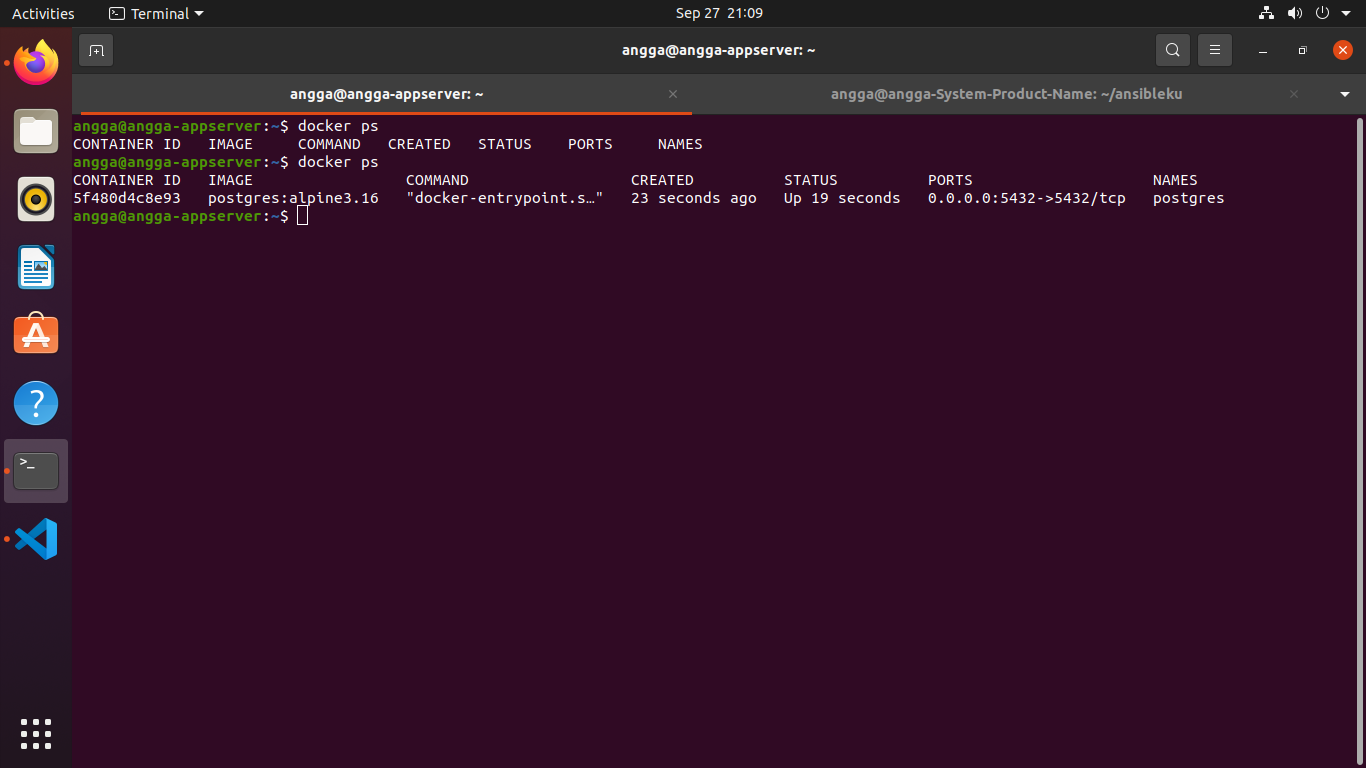 Activities Terminal Sep 27 21:09
angga@angga-appserver: ~
angga@angga-appserver: ~ angga@angga-System-Product-Name: ~/ansibleku
angga@angga-appserver:~$ docker ps
CONTAINER ID   IMAGE     COMMAND   CREATED   STATUS    PORTS     NAMES
angga@angga-appserver:~$ docker ps
CONTAINER ID   IMAGE                 COMMAND                  CREATED          STATUS          PORTS                    NAMES
5f480d4c8e93   postgres:alpine3.16   "docker-entrypoint.s…"   23 seconds ago   Up 19 seconds   0.0.0.0:5432->5432/tcp   postgres
angga@angga-appserver:~$